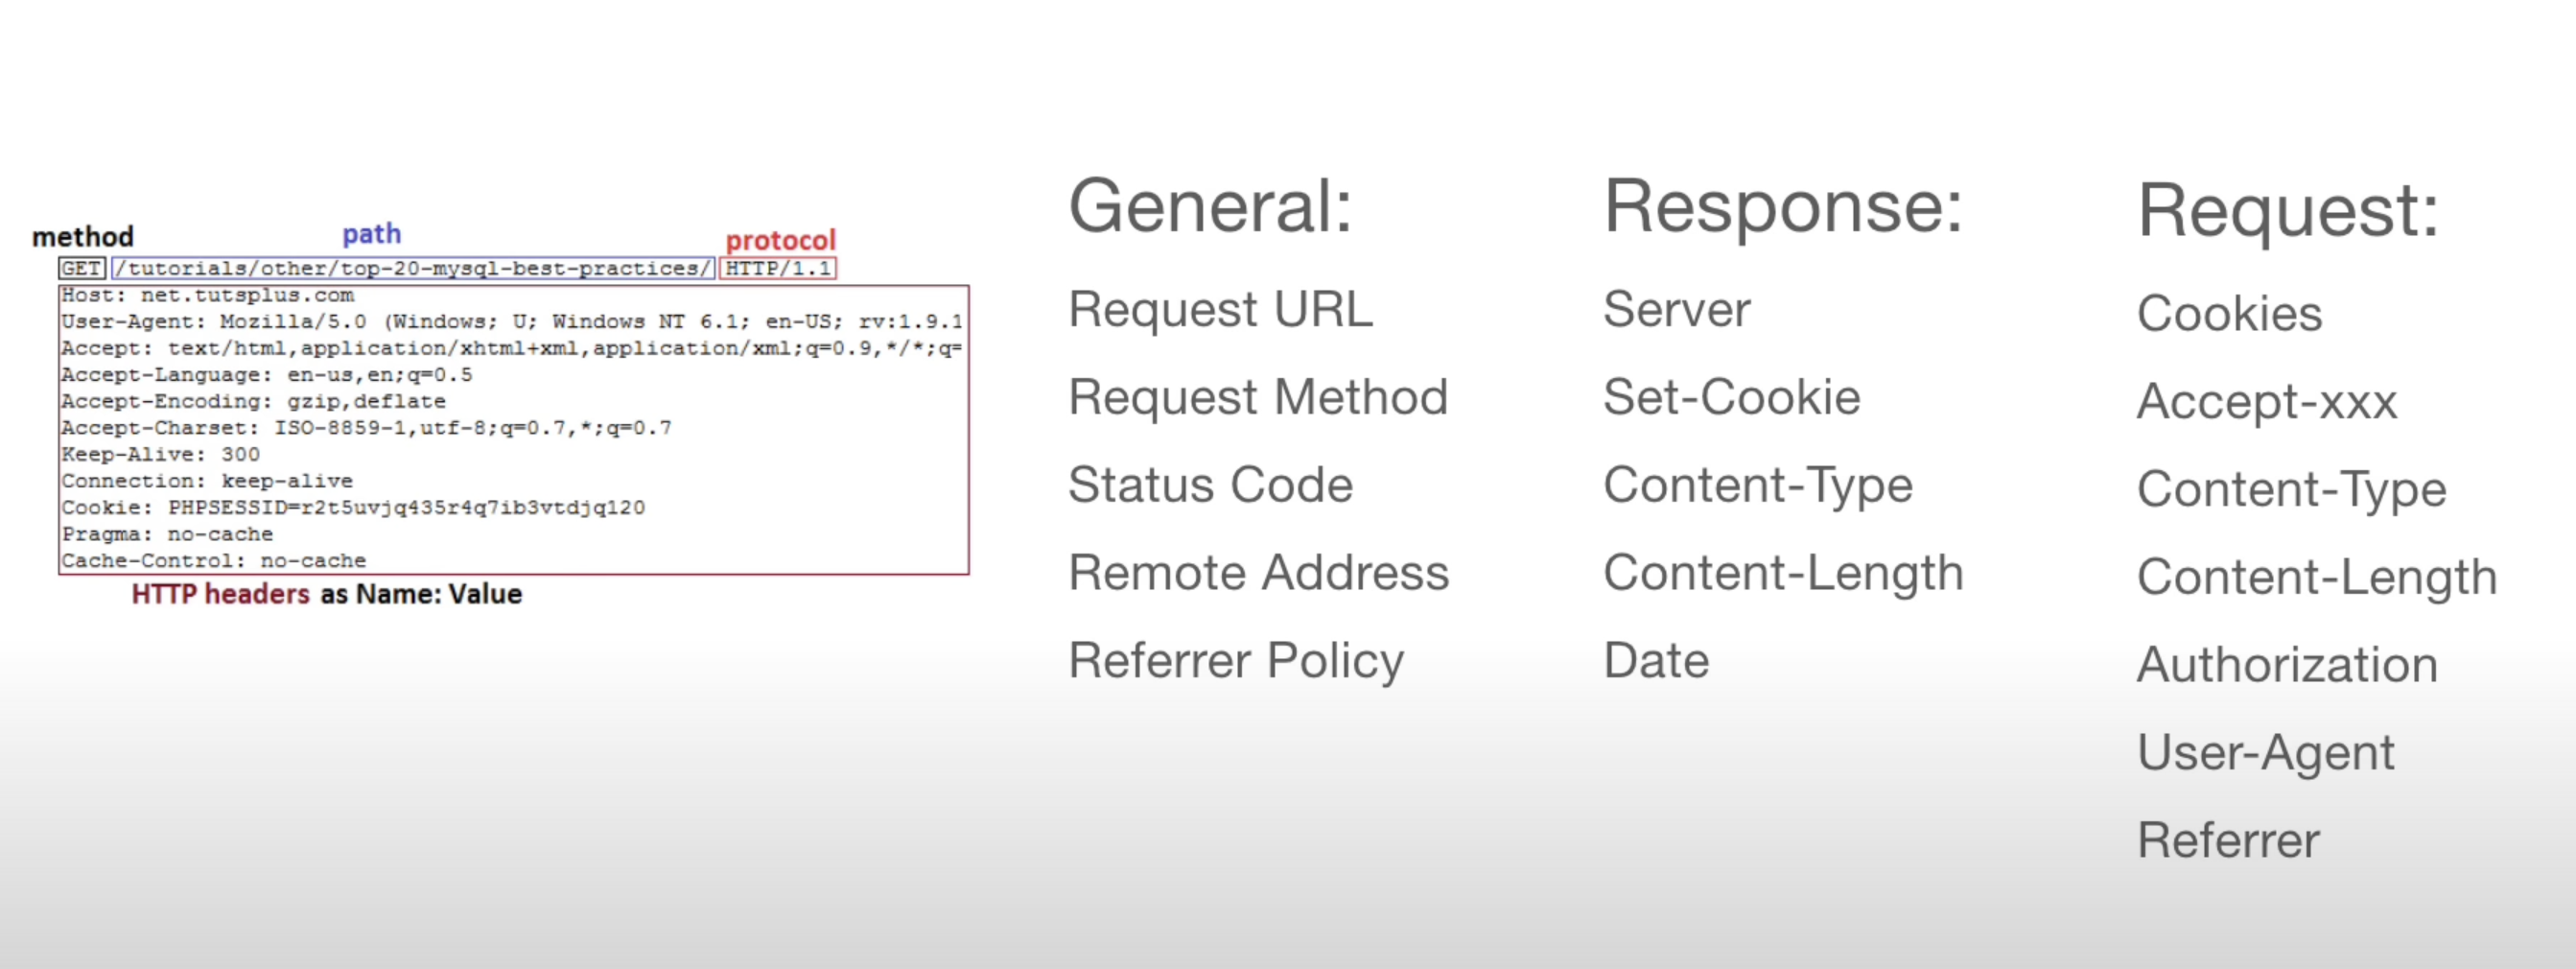 method path protocol
GET /tutorials/other/top-20-mysql-best-practices/ HTTP/1.1
Host: net.tutsplus.com
User-Agent: Mozilla/5.0 (Windows; U; Windows NT 6.1; en-US; rv:1.9.1
Accept: text/html,application/xhtml+xml,application/xml;q=0.9,*/*;q=
Accept-Language: en-us,en;q=0.5
Accept-Encoding: gzip,deflate
Accept-Charset: ISO-8859-1,utf-8;q=0.7,*;q=0.7
Keep-Alive: 300
Connection: keep-alive
Cookie: PHPSESSID=r2t5uvjq435r4q7ib3vtdjq120
Pragma: no-cache
Cache-Control: no-cache
HTTP headers as Name: Value
General:
Request URL
Request Method
Status Code
Remote Address
Referrer Policy
Response:
Server
Set-Cookie
Content-Type
Content-Length
Date
Request:
Cookies
Accept-xxx
Content-Type
Content-Length
Authorization
User-Agent
Referrer